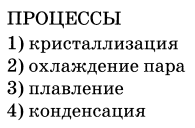 ПРОЦЕССЫ
1) кристаллизация
2) охлаждение пара
3) плавление
4) конденсация